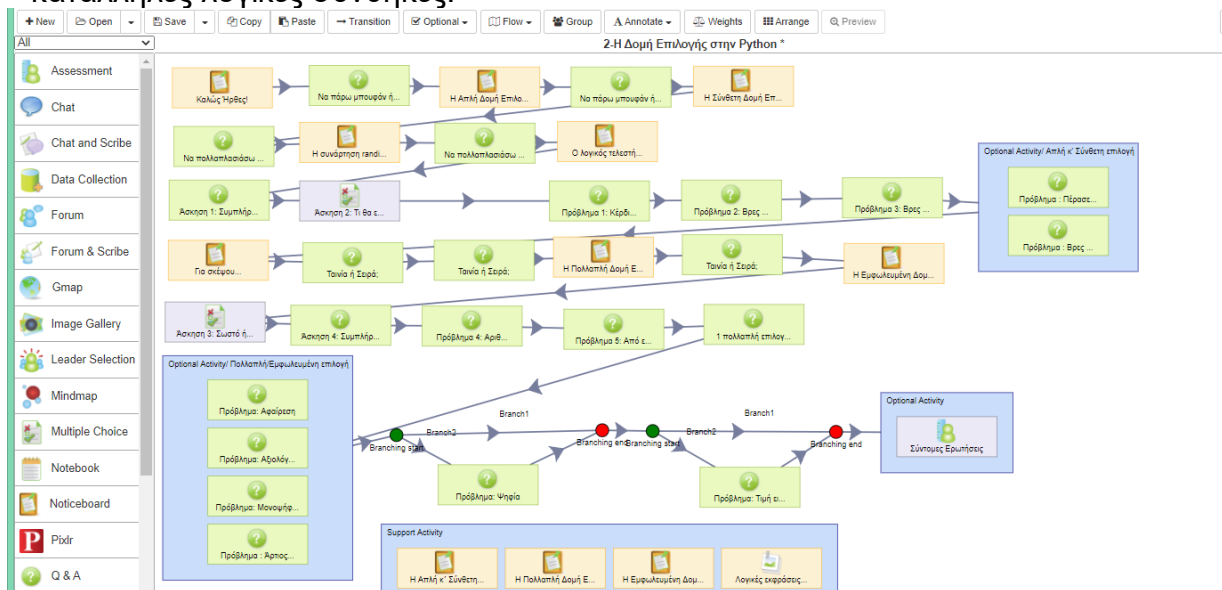 κατάλληλες λογικές συνθήκες.
New Open Save Copy Paste Transition Optional Flow Group Annotate Weights Arrange Preview
All
2-Η Δομή Επιλογής στην Python *
Assessment
Chat
Chat and Scribe
Data Collection
Forum
Forum & Scribe
Gmap
Image Gallery
Leader Selection
Mindmap
Multiple Choice
Notebook
Noticeboard
Pixlr
Q & A
Καλώς Ήρθες!
Να πάρω μπουφάν ή...
Η Απλή Δομή Επιλο...
Να πάρω μπουφάν ή...
Η Σύνθετη Δομή Επ...
Να πολλαπλασιάσω ...
Η συνάρτηση randi...
Να πολλαπλασιάσω ...
Ο λογικός τελεστή...
Optional Activity/ Απλή κ΄ Σύνθετη επιλογή
Πρόβλημα : Πέρασε...
Πρόβλημα : Βρες ...
Άσκηση 1: Συμπλήρ...
Άσκηση 2: Τι θα ε...
Πρόβλημα 1: Κέρδι...
Πρόβλημα 2: Βρες ...
Πρόβλημα 3: Βρες ...
Για σκέψου...
Ταινία ή Σειρά;
Ταινία ή Σειρά;
Η Πολλαπλή Δομή Ε...
Ταινία ή Σειρά;
Η Εμφωλευμένη Δομ...
Άσκηση 3: Σωστό ή...
Άσκηση 4: Συμπλήρ...
Πρόβλημα 4: Αριθ...
Πρόβλημα 5: Από ε...
1 πολλαπλή επιλογ...
Optional Activity/ Πολλαπλή/Εμφωλευμένη επιλογή
Πρόβλημα: Αφαίρεση
Πρόβλημα: Αξιολόγ...
Πρόβλημα: Μονοψήφ...
Πρόβλημα : Άρτιος...
Branching start
Branch2
Branch1
Πρόβλημα: Ψηφία
Branching end
Branching start
Branch2
Branch1
Πρόβλημα: Τιμή ει...
Branching end
Optional Activity
Σύντομες Ερωτήσεις
Support Activity
Η Απλή κ΄ Σύνθετη...
Η Πολλαπλή Δομή Ε...
Η Εμφωλευμένη Δομ...
Λογικές εκφράσεις...